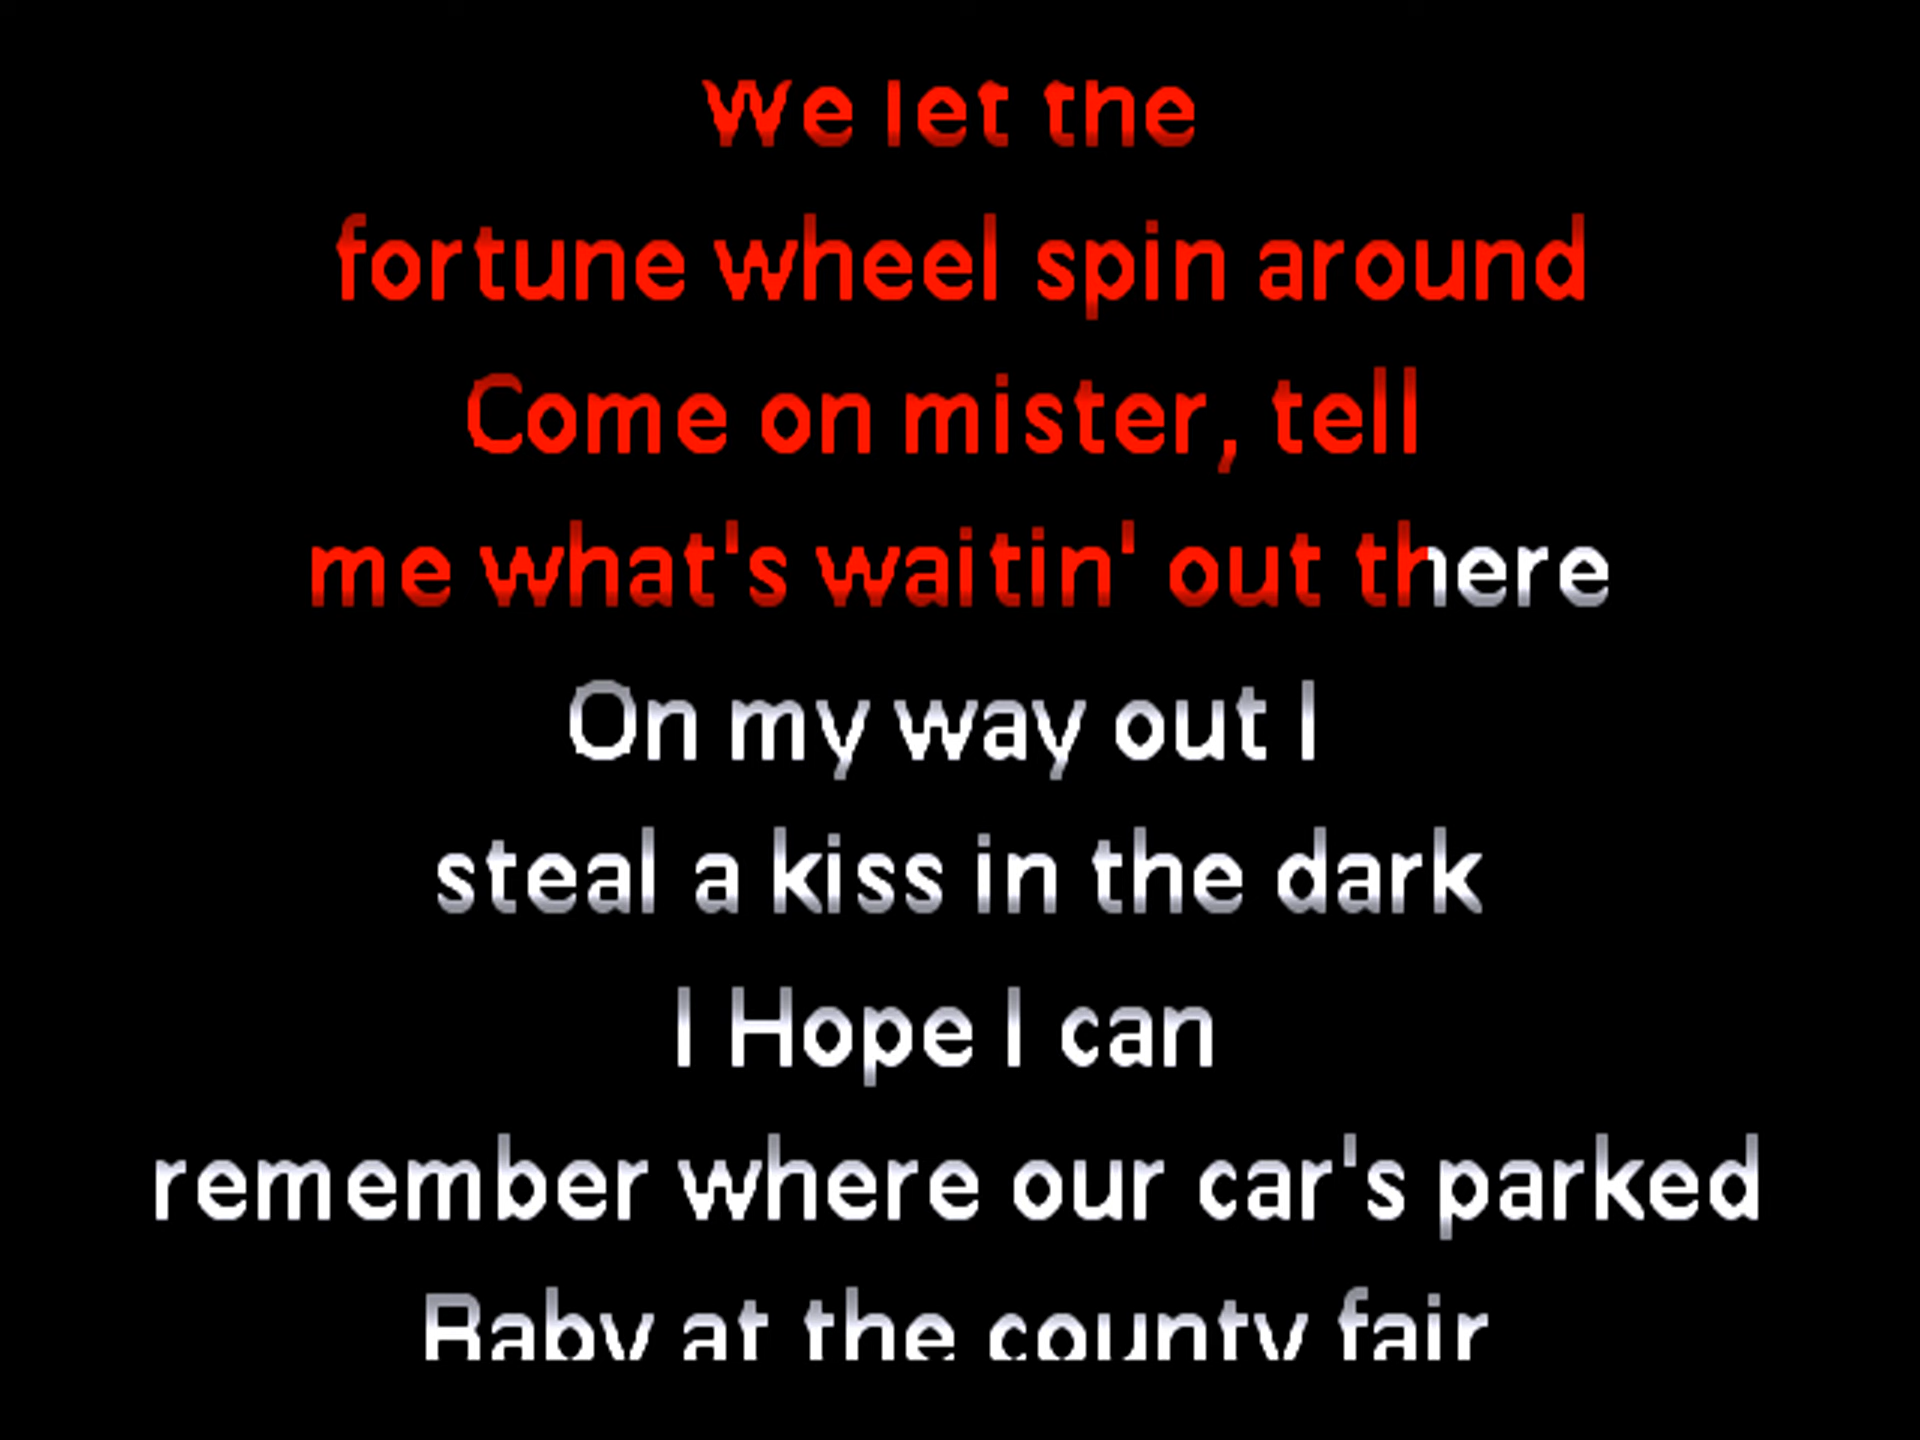 We let the
fortune wheel spin around
Come on mister, tell
me what's waitin' out there
On my way out I
steal a kiss in the dark
I Hope I can
remember where our car's parked
Baby at the county fair